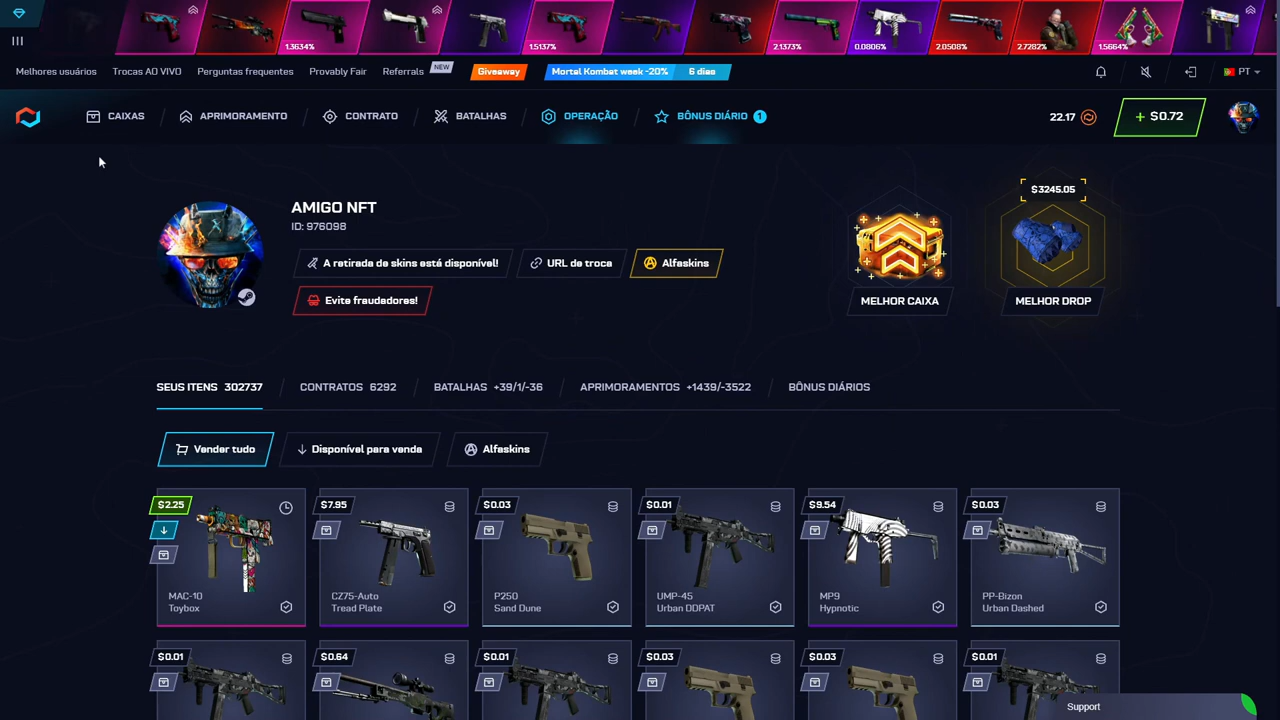 1.3634%
1.5137%
2.1373%
0.0806%
2.0508%
2.7282%
1.5664%
Melhores usuários
Trocas AO VIVO
Perguntas frequentes
Provably Fair
Referrals
NEW
Giveaway
Mortal Kombat week -20%
6 dias
PT
CAIXAS
APRIMORAMENTO
CONTRATO
BATALHAS
OPERAÇÃO
BÔNUS DIÁRIO
1
22.17
+ $0.72
AMIGO NFT
ID: 976098
A retirada de skins está disponível!
URL de troca
Alfaskins
Evite fraudadores!
MELHOR CAIXA
$3245.05
MELHOR DROP
SEUS ITENS 302737
CONTRATOS 6292
BATALHAS +39/1/-36
APRIMORAMENTOS +1439/-3522
BÔNUS DIÁRIOS
Vender tudo
Disponível para venda
Alfaskins
$2.25
MAC-10
Toybox
$7.95
CZ75-Auto
Tread Plate
$0.03
P250
Sand Dune
$0.01
UMP-45
Urban DDPAT
$9.54
MP9
Hypnotic
$0.03
PP-Bizon
Urban Dashed
$0.01
$0.64
$0.01
$0.03
$0.03
$0.01
Support